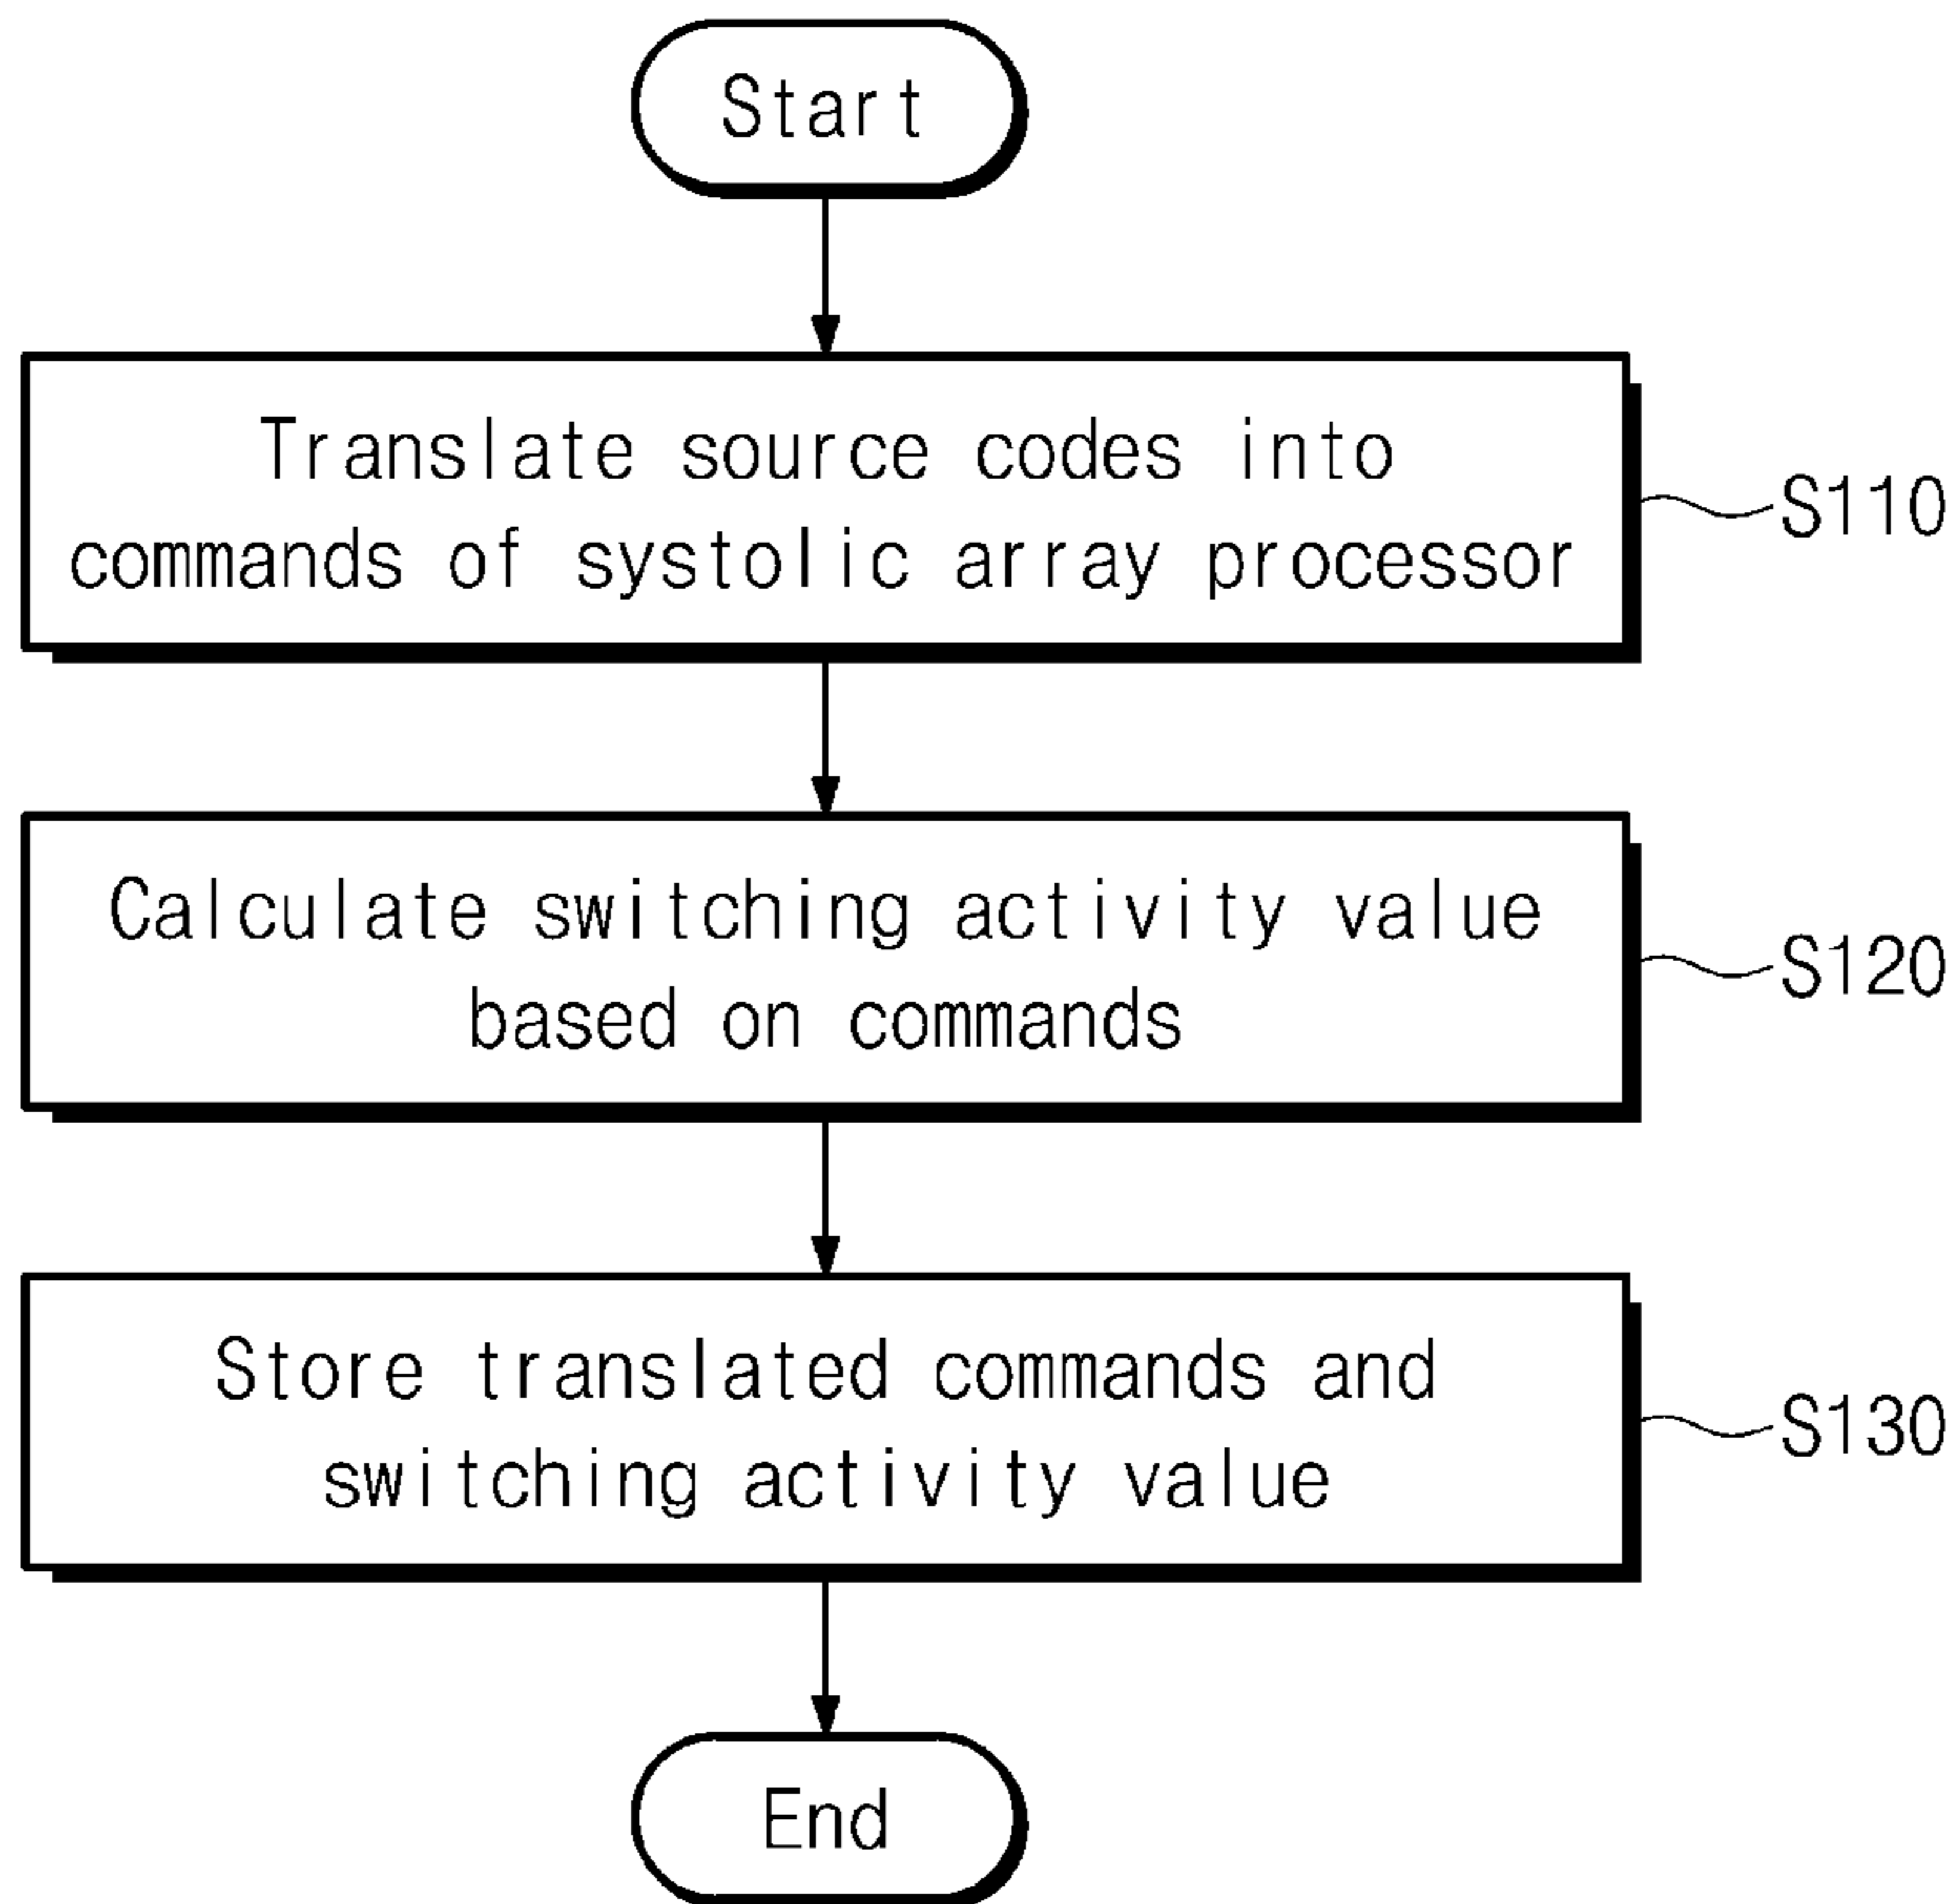 Start
Translate source codes into
commands of systolic array processor
S110
Calculate switching activity value
based on commands
S120
Store translated commands and
switching activity value
S130
End